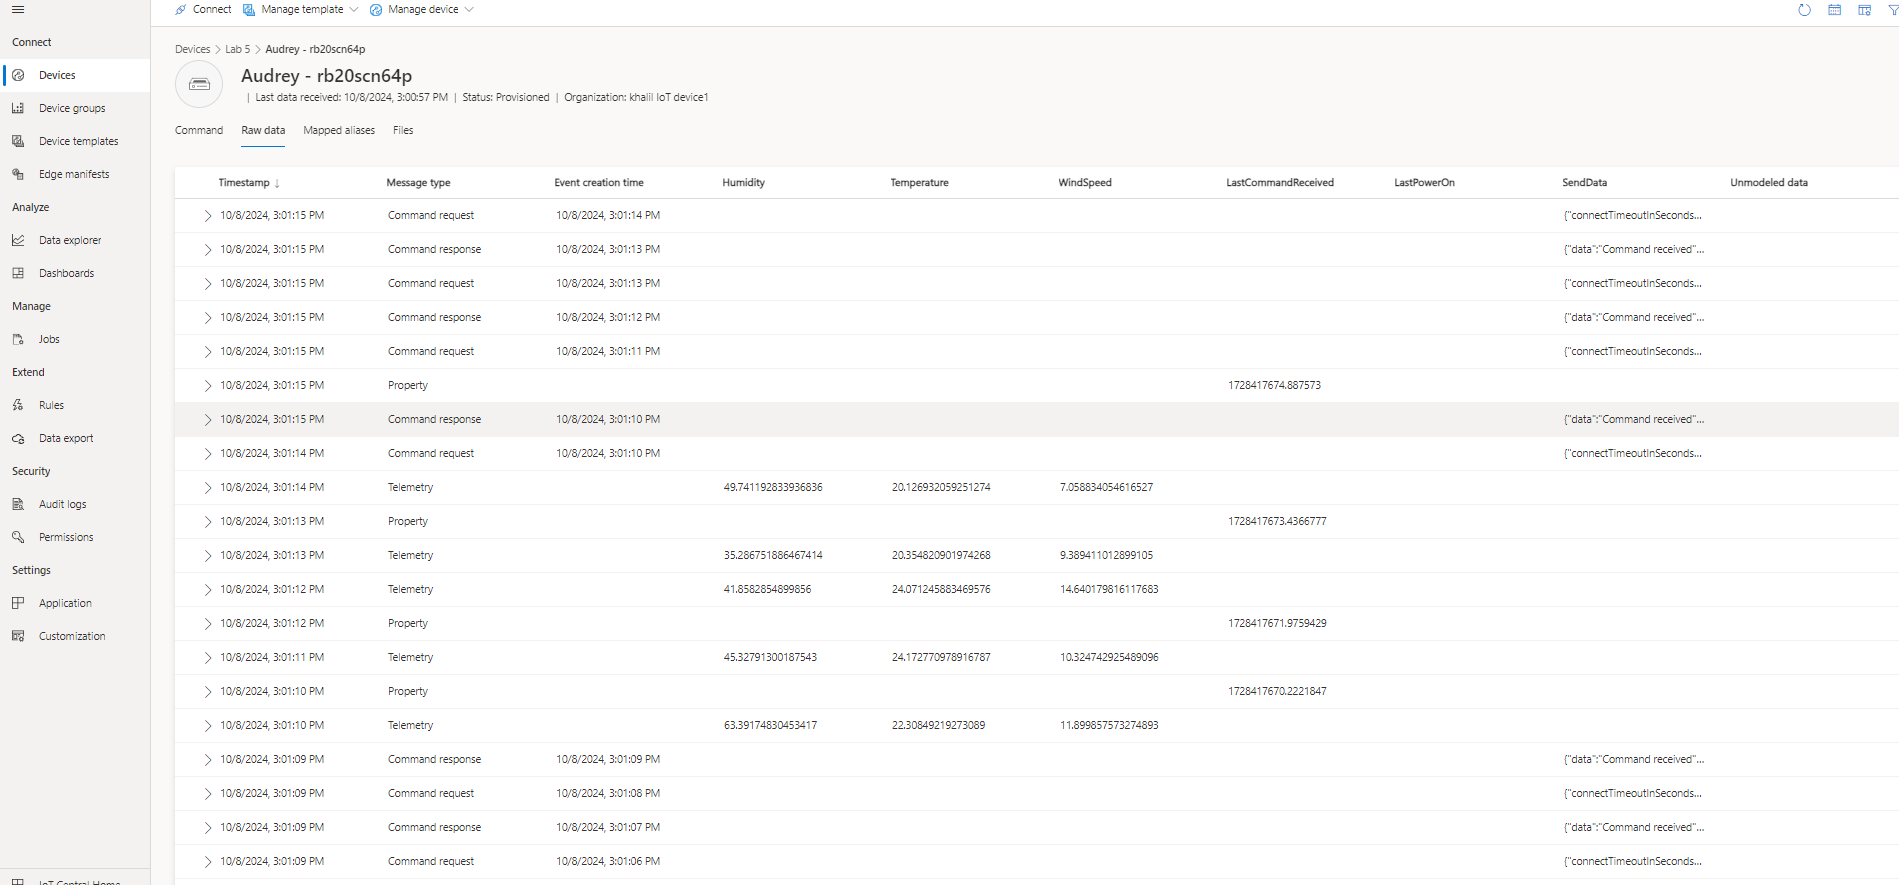 Connect Manage template Manage device
Connect
Devices
Device groups
Device templates
Edge manifests
Analyze
Data explorer
Dashboards
Manage
Jobs
Extend
Rules
Data export
Security
Audit logs
Permissions
Settings
Application
Customization
IoT Central Home
Devices > Lab 5 > Audrey - rb20scn64p
Audrey - rb20scn64p
| Last data received: 10/8/2024, 3:00:57 PM | Status: Provisioned | Organization: khalil IoT device1
Command Raw data Mapped aliases Files
Timestamp ↓ Message type Event creation time Humidity Temperature WindSpeed LastCommandReceived LastPowerOn SendData Unmodeled data
10/8/2024, 3:01:15 PM Command request 10/8/2024, 3:01:14 PM {"connectTimeoutInSeconds...
10/8/2024, 3:01:15 PM Command response 10/8/2024, 3:01:13 PM {"data":"Command received"...
10/8/2024, 3:01:15 PM Command request 10/8/2024, 3:01:13 PM {"connectTimeoutInSeconds...
10/8/2024, 3:01:15 PM Command response 10/8/2024, 3:01:12 PM {"data":"Command received"...
10/8/2024, 3:01:15 PM Command request 10/8/2024, 3:01:11 PM {"connectTimeoutInSeconds...
10/8/2024, 3:01:15 PM Property 1728417674.887573
10/8/2024, 3:01:15 PM Command response 10/8/2024, 3:01:10 PM {"data":"Command received"...
10/8/2024, 3:01:14 PM Command request 10/8/2024, 3:01:10 PM {"connectTimeoutInSeconds...
10/8/2024, 3:01:14 PM Telemetry 49.741192833936836 20.126932059251274 7.058834054616527
10/8/2024, 3:01:13 PM Property 1728417673.4366777
10/8/2024, 3:01:13 PM Telemetry 35.286751886467414 20.354820901974268 9.389411012899105
10/8/2024, 3:01:12 PM Telemetry 41.8582854899856 24.071245883469576 14.640179816117683
10/8/2024, 3:01:12 PM Property 1728417671.9759429
10/8/2024, 3:01:11 PM Telemetry 45.32791300187543 24.172770978916787 10.324742925489096
10/8/2024, 3:01:10 PM Property 1728417670.2221847
10/8/2024, 3:01:10 PM Telemetry 63.39174830453417 22.30849219273089 11.899857573274893
10/8/2024, 3:01:09 PM Command response 10/8/2024, 3:01:09 PM {"data":"Command received"...
10/8/2024, 3:01:09 PM Command request 10/8/2024, 3:01:08 PM {"connectTimeoutInSeconds...
10/8/2024, 3:01:09 PM Command response 10/8/2024, 3:01:07 PM {"data":"Command received"...
10/8/2024, 3:01:09 PM Command request 10/8/2024, 3:01:06 PM {"connectTimeoutInSeconds...